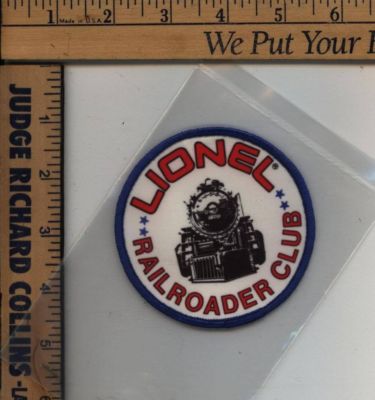 1 2 3 4 5 6
Made in U.S.A.
We Put Your
JUDGE RICHARD COLLINS
1
2
3
4
5
LIONEL®
RAILROADER CLUB